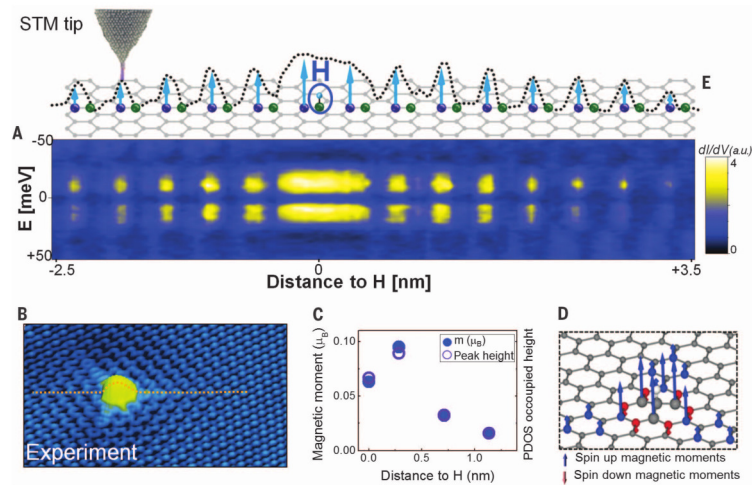 STM tip
H
E
A
-50
0
+50
E [meV]
dI/dV(a.u.)
4
2
0
-2.5
0
+3.5
Distance to H [nm]
B
Experiment
C
Magnetic moment (μB)
0.10
0.05
0.00
m (μB)
Peak height
PDOS occoupied height
0.0
0.5
1.0
Distance to H (nm)
D
Spin up magnetic moments
Spin down magnetic moments